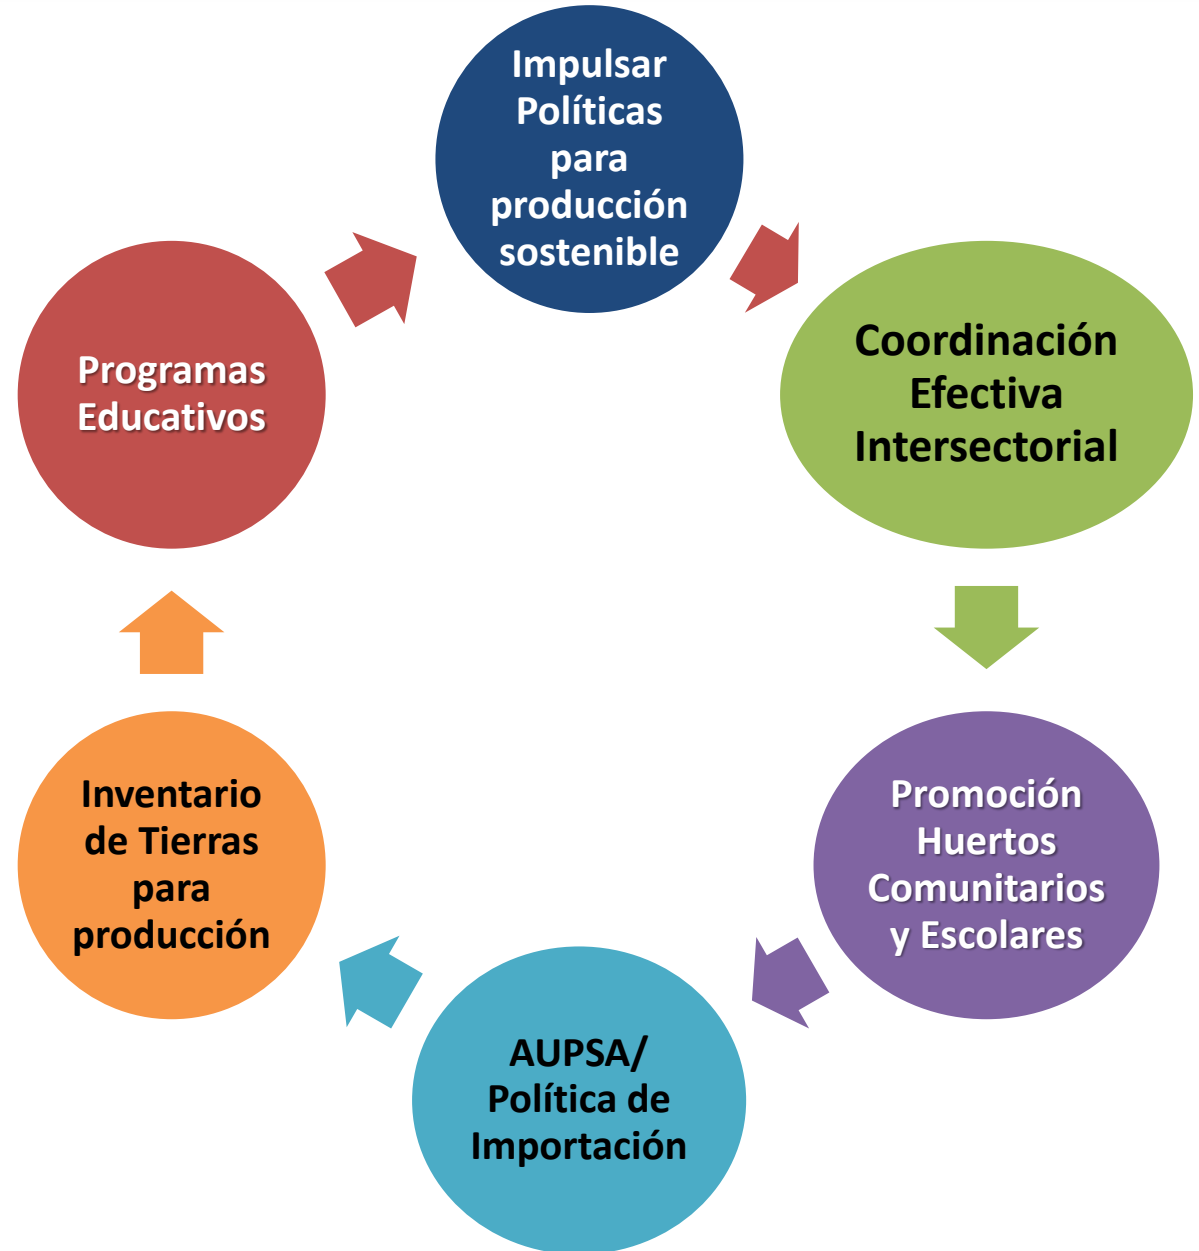 Impulsar
Políticas
para
producción
sostenible
Coordinación
Efectiva
Intersectorial
Promoción
Huertos
Comunitarios
y Escolares
AUPSA/
Política de
Importación
Inventario
de Tierras
para
producción
Programas
Educativos